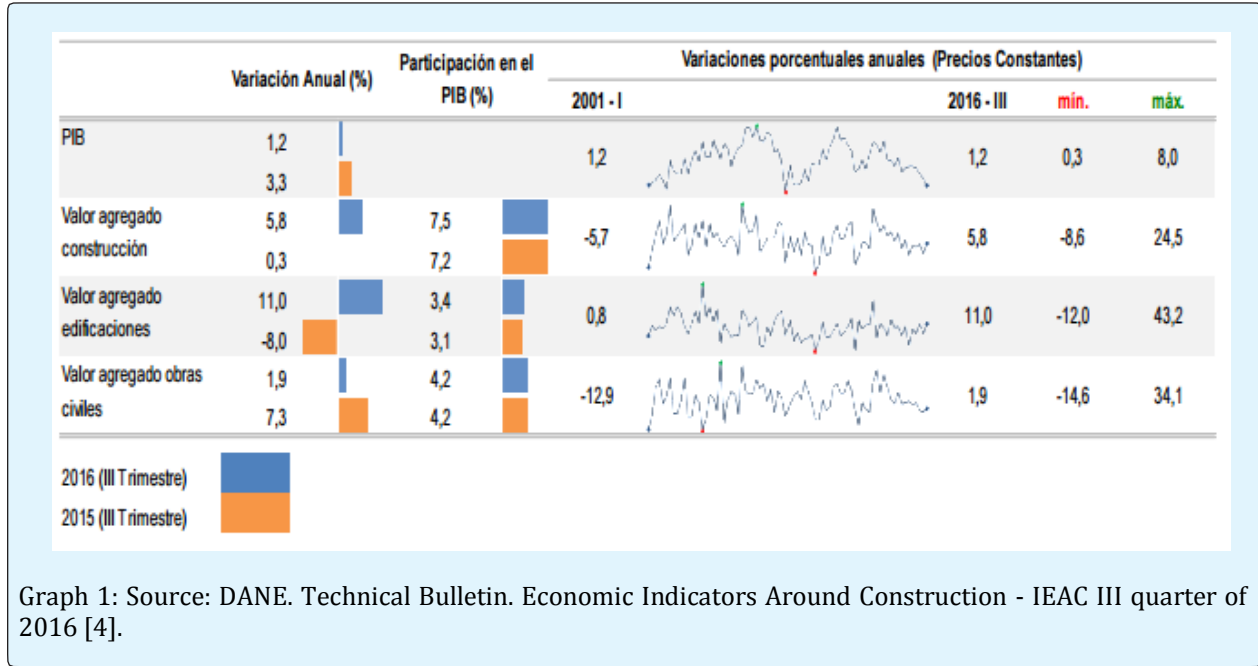 Variación Anual (%) Participación en el PIB (%) Variaciones porcentuales anuales (Precios Constantes)
2001 - I 2016 - III mín. máx.
PIB 1,2 1,2 1,2 0,3 8,0
3,3
Valor agregado construcción 5,8 7,5 -5,7 5,8 -8,6 24,5
0,3 7,2
Valor agregado edificaciones 11,0 3,4 0,8 11,0 -12,0 43,2
-8,0 3,1
Valor agregado obras civiles 1,9 4,2 -12,9 1,9 -14,6 34,1
7,3 4,2
2016 (III Trimestre)
2015 (III Trimestre)
Graph 1: Source: DANE. Technical Bulletin. Economic Indicators Around Construction - IEAC III quarter of
2016 [4].